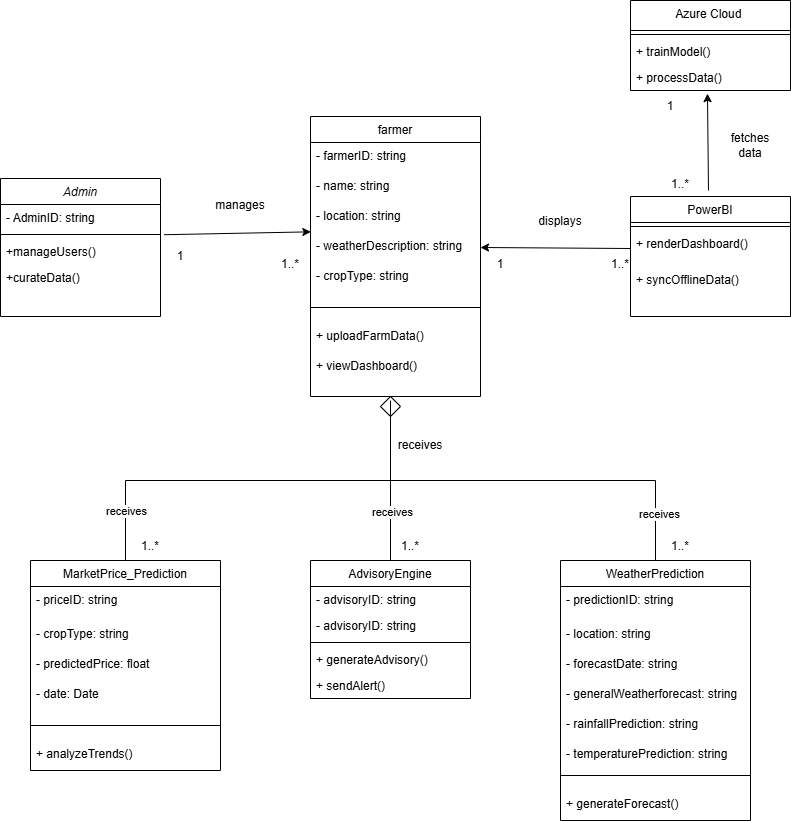 Azure Cloud
+ trainModel()
+ processData()
1
fetches
data
1..*
PowerBI
+ renderDashboard()
+ syncOfflineData()
farmer
- farmerID: string
- name: string
- location: string
- weatherDescription: string
- cropType: string
+ uploadFarmData()
+ viewDashboard()
Admin
- AdminID: string
+manageUsers()
+curateData()
manages
1
1..*
displays
1
1..*
receives
receives
receives
receives
1..*
1..*
1..*
MarketPrice_Prediction
- priceID: string
- cropType: string
- predictedPrice: float
- date: Date
+ analyzeTrends()
AdvisoryEngine
- advisoryID: string
- advisoryID: string
+ generateAdvisory()
+ sendAlert()
WeatherPrediction
- predictionID: string
- location: string
- forecastDate: string
- generalWeatherforecast: string
- rainfallPrediction: string
- temperaturePrediction: string
+ generateForecast()